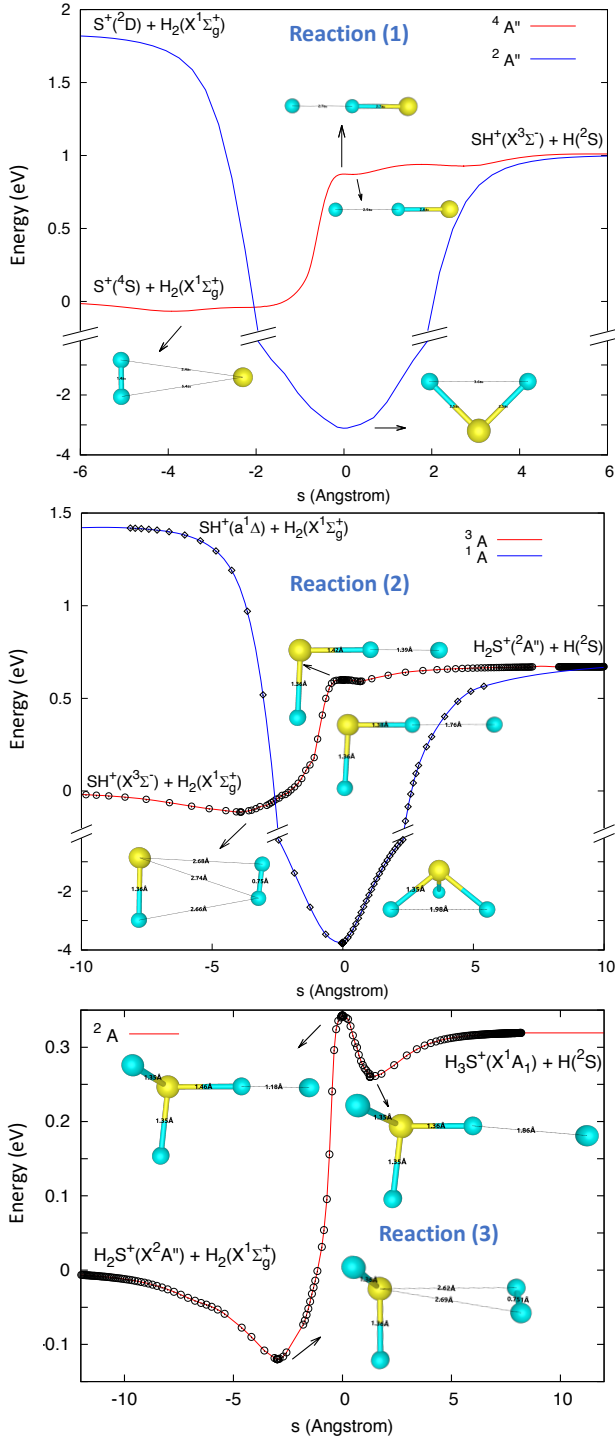 2
S⁺(²D) + H₂(X¹Σg⁺)
Reaction (1)
⁴ A"
² A"
1
SH⁺(X³Σ⁻) + H(²S)
S⁺(⁴S) + H₂(X¹Σg⁺)
0
-2
-4
Energy (eV)
-6 -4 -2 0 2 4 6
s (Angstrom)
1.5
SH⁺(a¹Δ) + H₂(X¹Σg⁺)
³ A
¹ A
Reaction (2)
1
H₂S⁺(²A") + H(²S)
1.42Å 1.39Å
1.36Å
0.5
1.38Å 1.76Å
1.36Å
SH⁺(X³Σ⁻) + H₂(X¹Σg⁺)
0
2.68Å
2.74Å 0.75Å
1.36Å
2.66Å
1.35Å
1.98Å
-2
-4
Energy (eV)
-10 -5 0 5 10
s (Angstrom)
² A
0.3
H₃S⁺(X¹A₁) + H(²S)
1.35Å 1.46Å 1.18Å
1.35Å
0.2
1.35Å 1.36Å 1.86Å
1.35Å
0.1
Reaction (3)
H₂S⁺(X²A") + H₂(X¹Σg⁺)
0
2.62Å
2.69Å 0.751Å
1.36Å
-0.1
Energy (eV)
-10 -5 0 5 10
s (Angstrom)